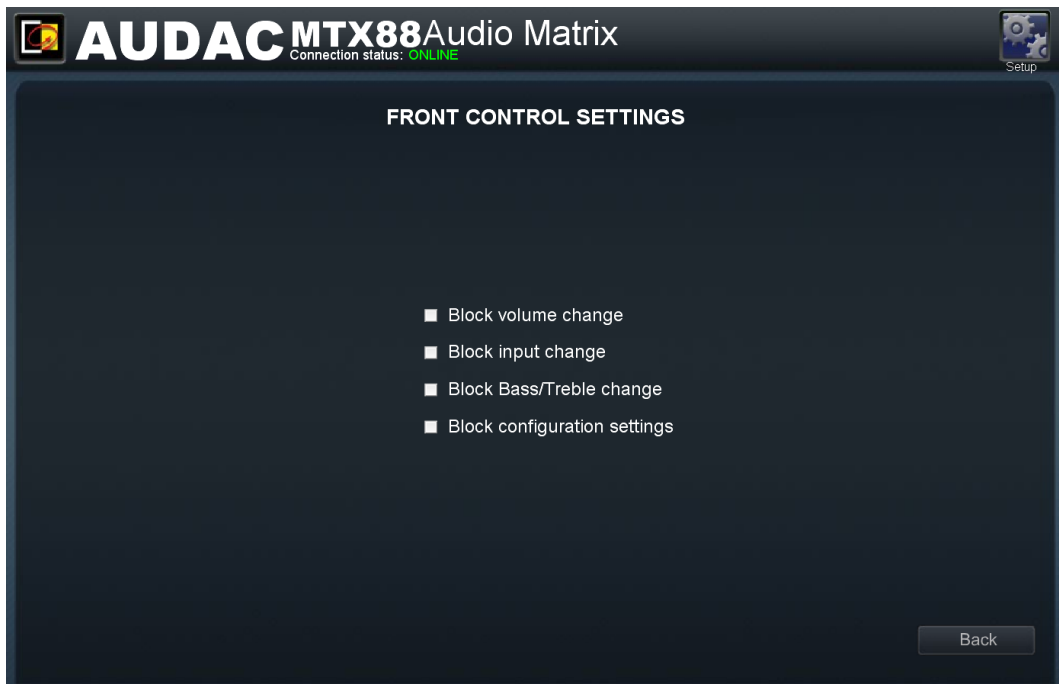 AUDAC MTX88 Audio Matrix
Connection status: ONLINE
Setup
FRONT CONTROL SETTINGS
Block volume change
Block input change
Block Bass/Treble change
Block configuration settings
Back